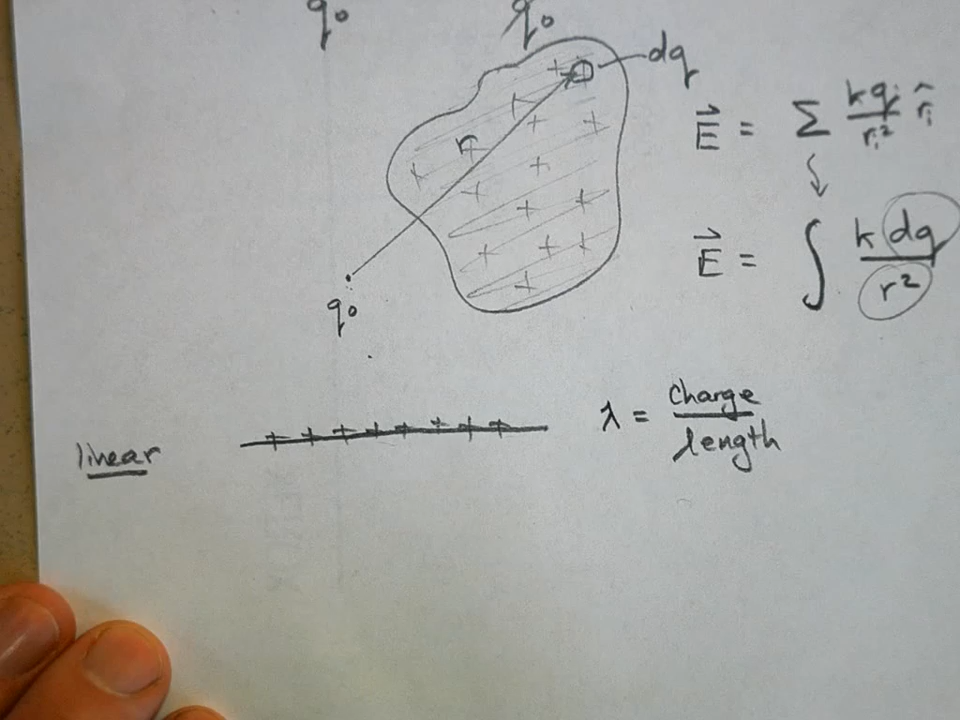 q₀ q₀
dq
r
E⃗ = Σ kqᵢ/rᵢ² r̂ᵢ
E⃗ = ∫ k dq/r²
q₀
linear
λ = charge/length